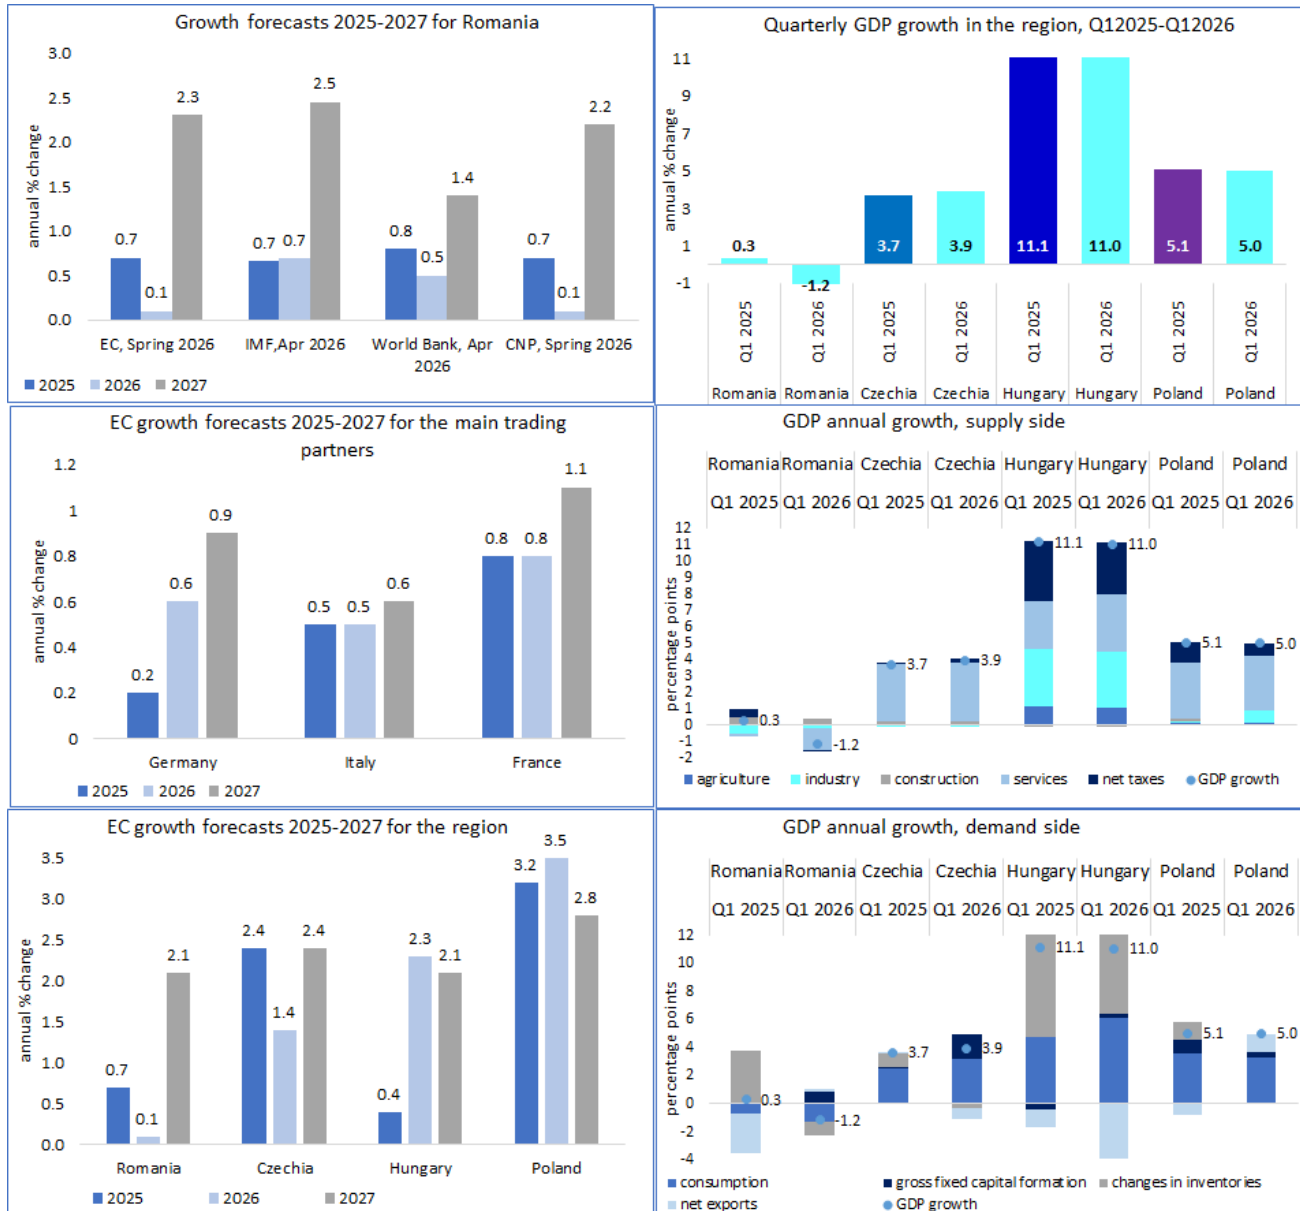 Growth forecasts 2025-2027 for Romania
annual % change
3.0
2.5
2.0
1.5
1.0
0.5
0.0
0.7
0.1
2.3
0.7
0.7
2.5
0.8
0.5
1.4
0.7
0.1
2.2
EC, Spring 2026
IMF,Apr 2026
World Bank, Apr
2026
CNP, Spring 2026
2025
2026
2027
Quarterly GDP growth in the region, Q12025-Q12026
annual % change
11
9
7
5
3
1
-1
0.3
-1.2
3.7
3.9
11.1
11.0
5.1
5.0
Q1 2025
Q1 2026
Q1 2025
Q1 2026
Q1 2025
Q1 2026
Q1 2025
Q1 2026
Romania
Romania
Czechia
Czechia
Hungary
Hungary
Poland
Poland
EC growth forecasts 2025-2027 for the main trading
partners
annual % change
1.2
1
0.8
0.6
0.4
0.2
0
0.2
0.6
0.9
0.5
0.5
0.6
0.8
0.8
1.1
Germany
Italy
France
2025
2026
2027
GDP annual growth, supply side
Romania
Romania
Czechia
Czechia
Hungary
Hungary
Poland
Poland
Q1 2025
Q1 2026
Q1 2025
Q1 2026
Q1 2025
Q1 2026
Q1 2025
Q1 2026
percentage points
12
11
10
9
8
7
6
5
4
3
2
1
0
-1
-2
0.3
-1.2
3.7
3.9
11.1
11.0
5.1
5.0
agriculture
industry
construction
services
net taxes
GDP growth
EC growth forecasts 2025-2027 for the region
annual % change
3.5
3.0
2.5
2.0
1.5
1.0
0.5
0.0
0.7
0.1
2.1
2.4
1.4
2.4
0.4
2.3
2.1
3.2
3.5
2.8
Romania
Czechia
Hungary
Poland
2025
2026
2027
GDP annual growth, demand side
Romania
Romania
Czechia
Czechia
Hungary
Hungary
Poland
Poland
Q1 2025
Q1 2026
Q1 2025
Q1 2026
Q1 2025
Q1 2026
Q1 2025
Q1 2026
percentage points
12
10
8
6
4
2
0
-2
-4
0.3
-1.2
3.7
3.9
11.1
11.0
5.1
5.0
consumption
gross fixed capital formation
changes in inventories
net exports
GDP growth